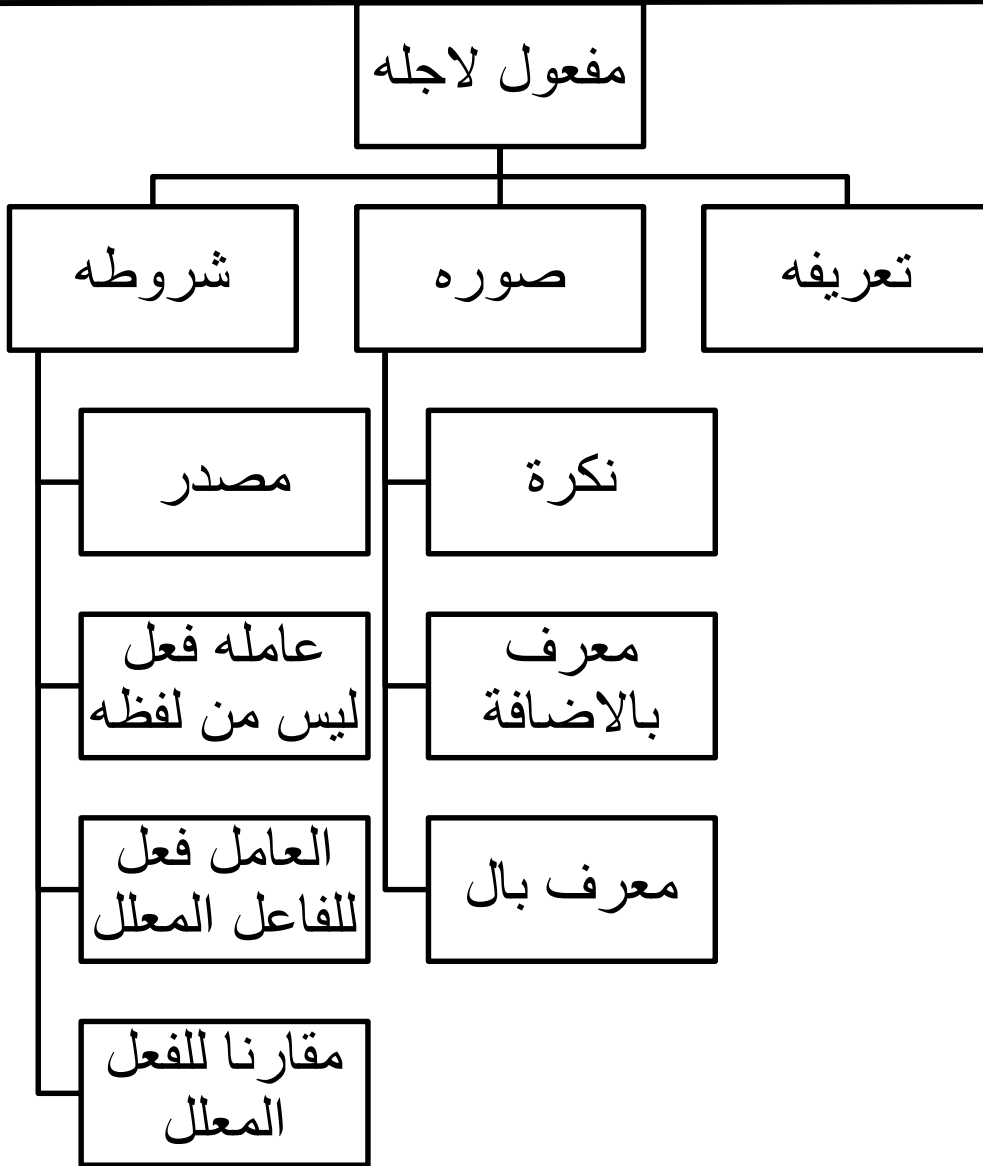 مفعول لاجله
تعريفه
صوره
شروطه
نكرة
معرف
بالاضافة
معرف بال
مصدر
عامله فعل
ليس من لفظه
العامل فعل
للفاعل المعلل
مقارنا للفعل
المعلل